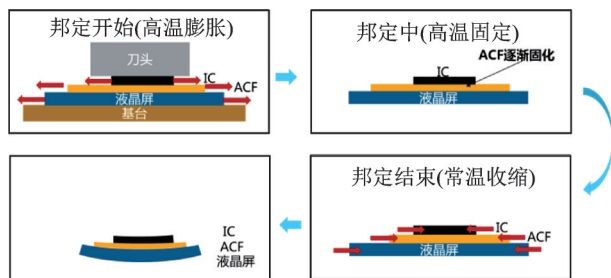 邦定开始(高温膨胀)
刀头
IC
ACF
液晶屏
基台
邦定中(高温固定)
ACF逐渐固化
IC
液晶屏
IC
ACF
液晶屏
邦定结束(常温收缩)
IC
ACF
液晶屏